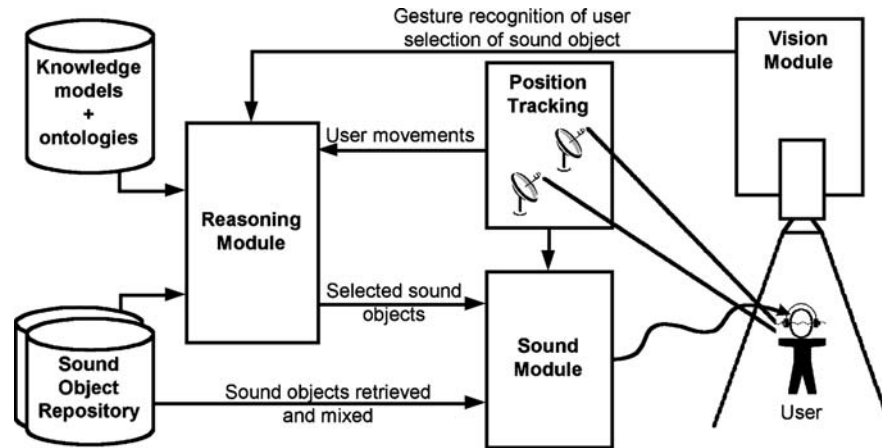 Gesture recognition of user
selection of sound object
Vision
Module
Knowledge
models
+
ontologies
Position
Tracking
User movements
Reasoning
Module
Selected sound
objects
Sound
Module
Sound
Object
Repository
Sound objects retrieved
and mixed
User